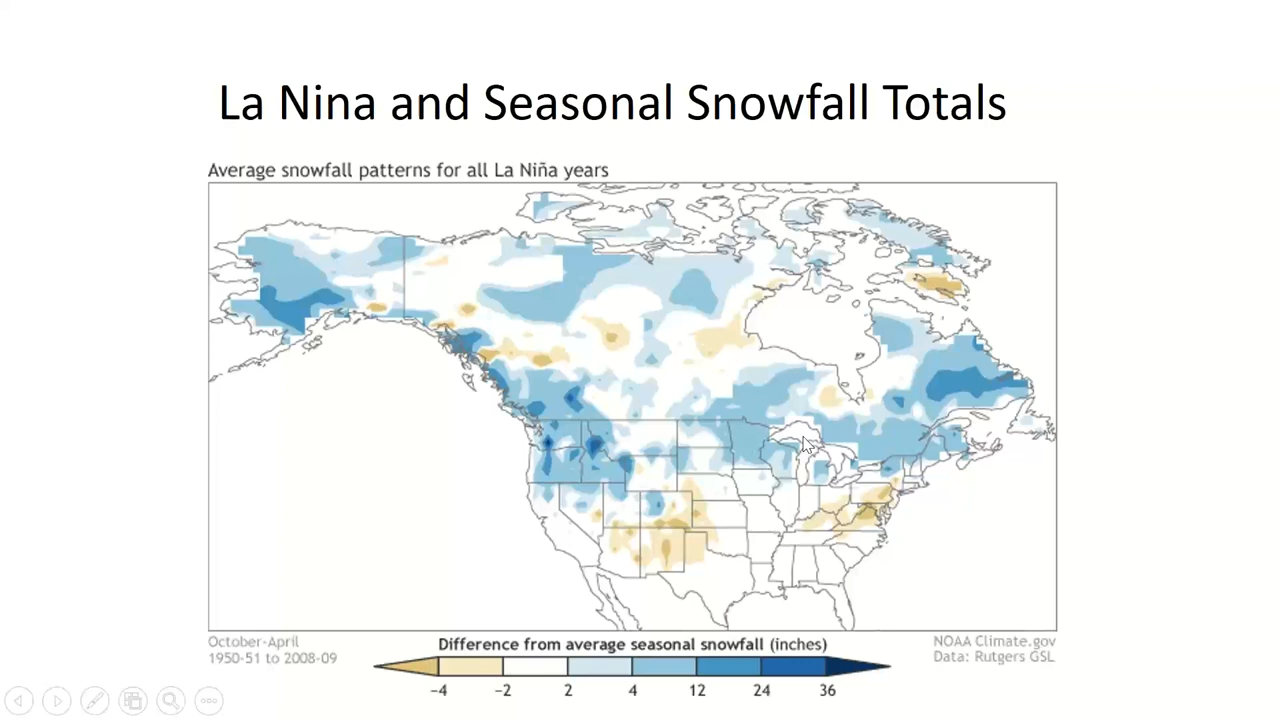 La Nina and Seasonal Snowfall Totals
Average snowfall patterns for all La Niña years
October-April
1950-51 to 2008-09
Difference from average seasonal snowfall (inches)
−4 −2 2 4 12 24 36
NOAA Climate.gov
Data: Rutgers GSL